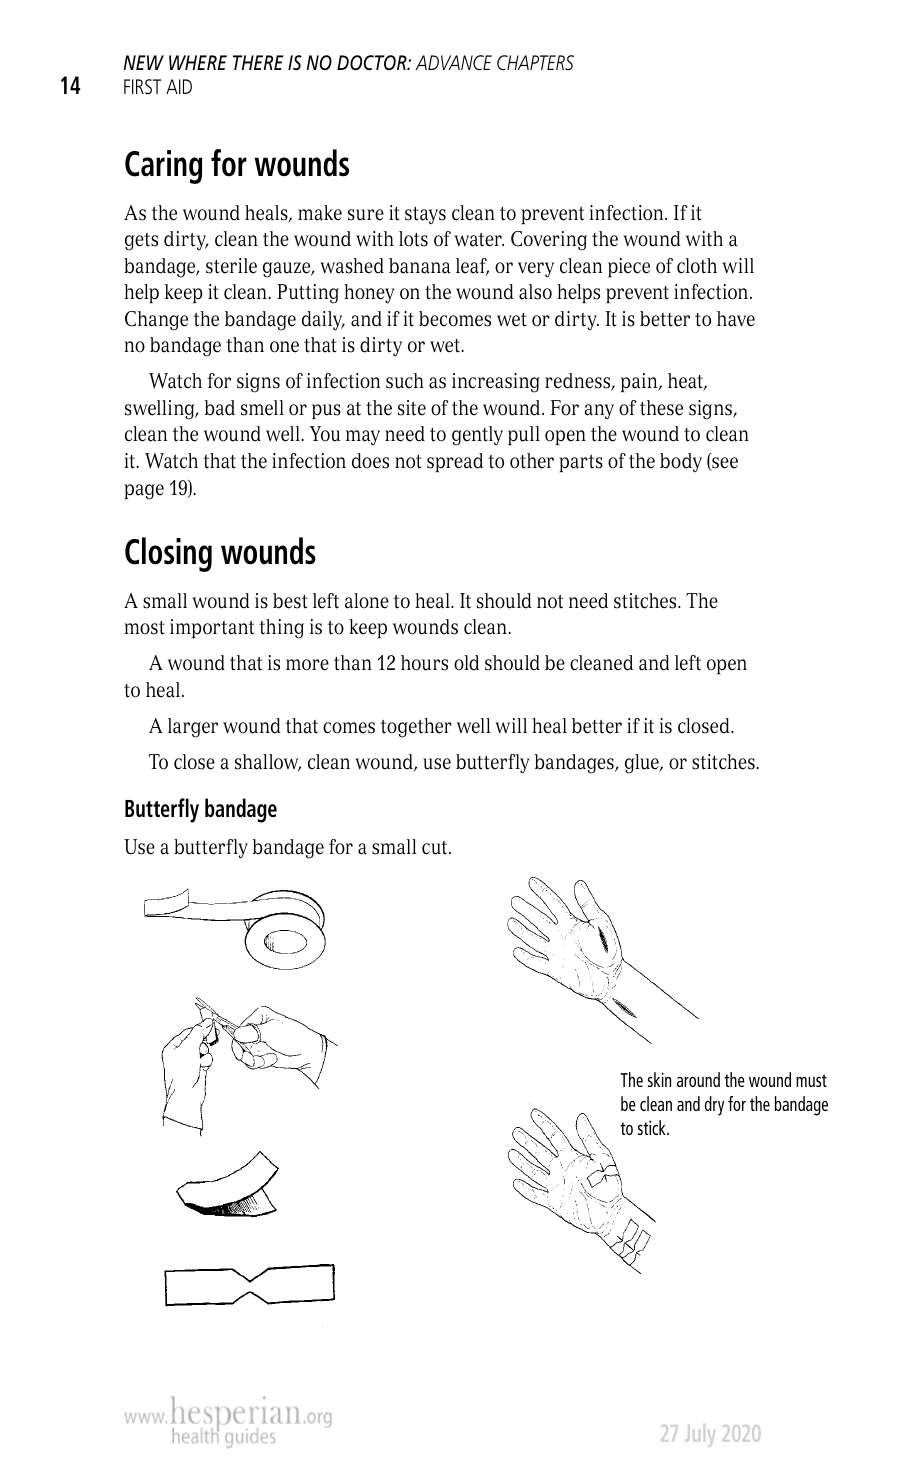 NEW WHERE THERE IS NO DOCTOR: ADVANCE CHAPTERS
14 FIRST AID
Caring for wounds
As the wound heals, make sure it stays clean to prevent infection. If it
gets dirty, clean the wound with lots of water. Covering the wound with a
bandage, sterile gauze, washed banana leaf, or very clean piece of cloth will
help keep it clean. Putting honey on the wound also helps prevent infection.
Change the bandage daily, and if it becomes wet or dirty. It is better to have
no bandage than one that is dirty or wet.
Watch for signs of infection such as increasing redness, pain, heat,
swelling, bad smell or pus at the site of the wound. For any of these signs,
clean the wound well. You may need to gently pull open the wound to clean
it. Watch that the infection does not spread to other parts of the body (see
page 19).
Closing wounds
A small wound is best left alone to heal. It should not need stitches. The
most important thing is to keep wounds clean.
A wound that is more than 12 hours old should be cleaned and left open
to heal.
A larger wound that comes together well will heal better if it is closed.
To close a shallow, clean wound, use butterfly bandages, glue, or stitches.
Butterfly bandage
Use a butterfly bandage for a small cut.
The skin around the wound must
be clean and dry for the bandage
to stick.
www.hesperian.org
health guides
27 July 2020